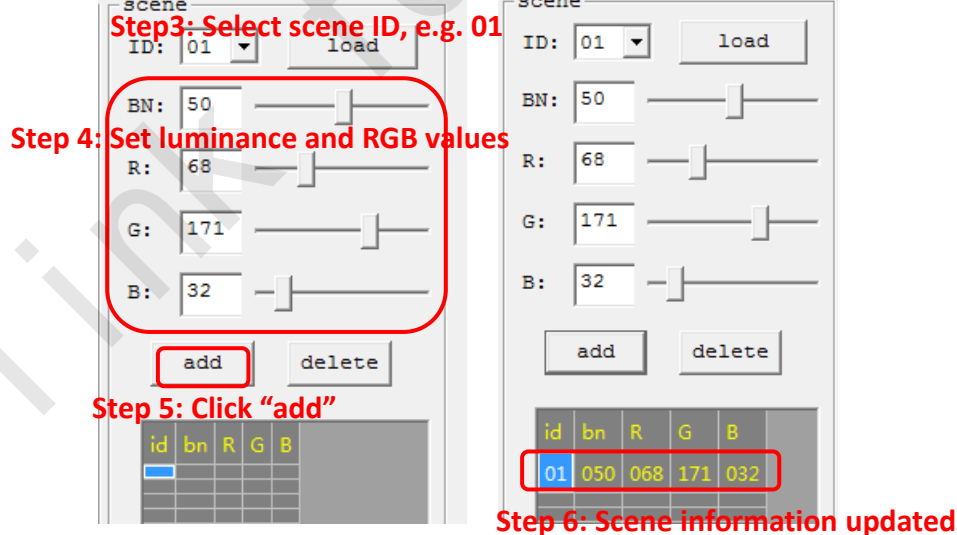 scene
Step3: Select scene ID, e.g. 01
ID: 01 load
BN: 50
Step 4: Set luminance and RGB values
R: 68
G: 171
B: 32
add delete
Step 5: Click “add”
id bn R G B
scene
ID: 01 load
BN: 50
R: 68
G: 171
B: 32
add delete
id bn R G B
01 050 068 171 032
Step 6: Scene information updated